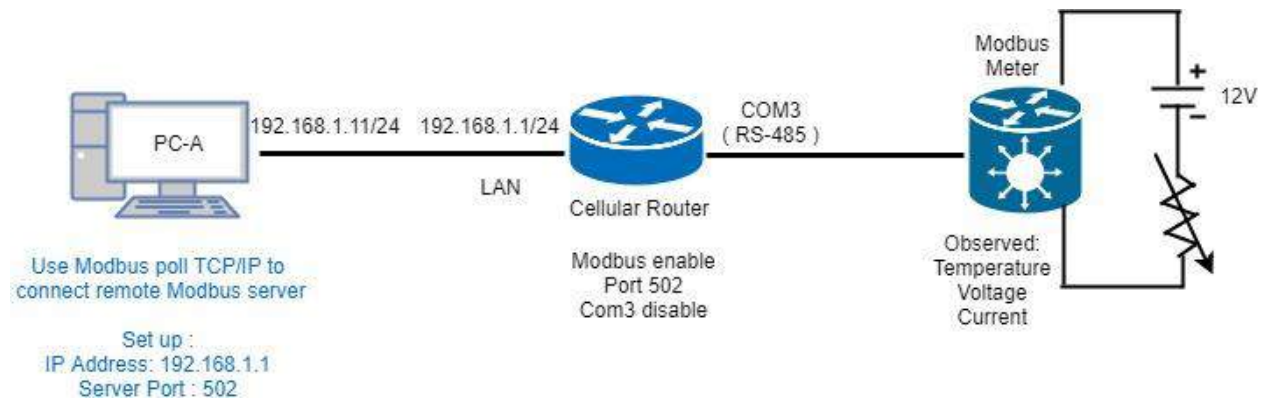 PC-A
192.168.1.11/24
192.168.1.1/24
LAN
Use Modbus poll TCP/IP to
connect remote Modbus server
Set up :
IP Address: 192.168.1.1
Server Port : 502
Cellular Router
Modbus enable
Port 502
Com3 disable
COM3
( RS-485 )
Modbus
Meter
Observed:
Temperature
Voltage
Current
+
-
12V